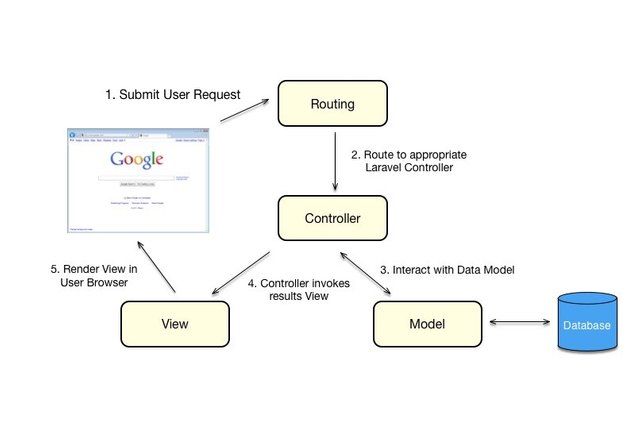 1. Submit User Request
Routing
Google
2. Route to appropriate
Laravel Controller
Controller
5. Render View in
User Browser
4. Controller invokes
results View
3. Interact with Data Model
View
Model
Database